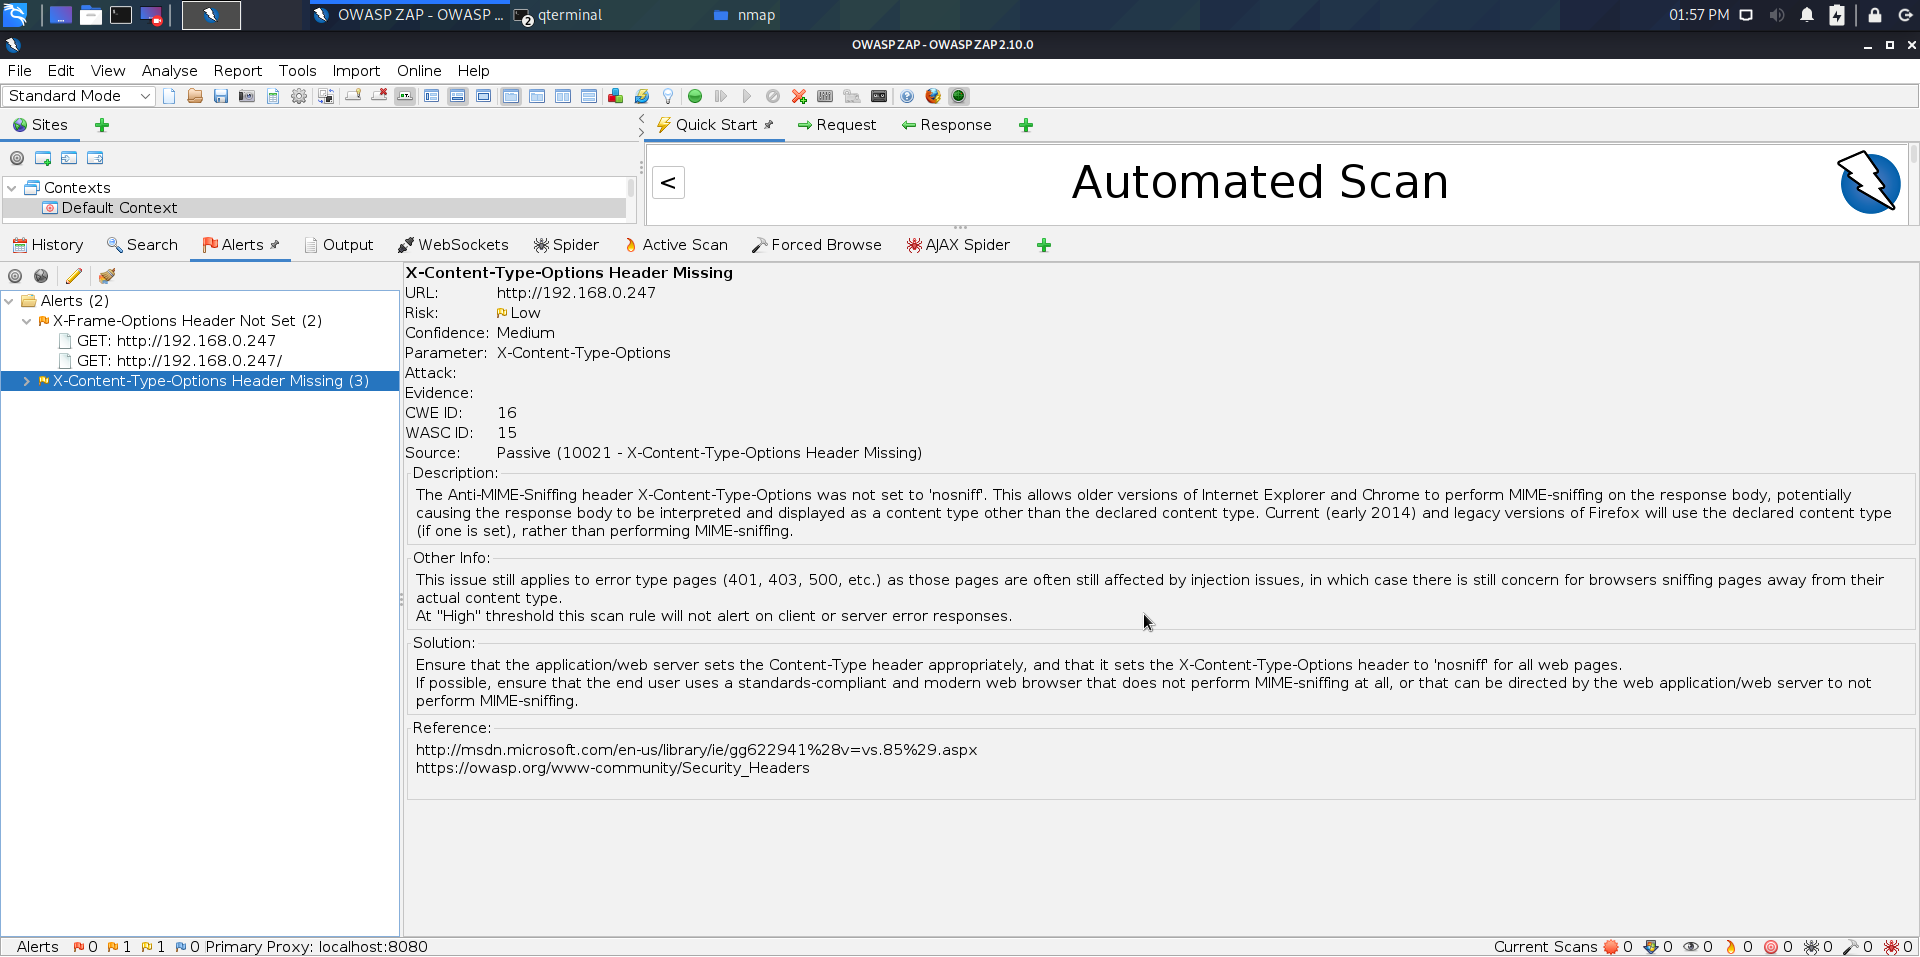 OWASP ZAP - OWASP ...
2
qterminal
nmap
01:57 PM
OWASP ZAP - OWASP ZAP 2.10.0
File Edit View Analyse Report Tools Import Online Help
Standard Mode
Sites
Quick Start
Request
Response
Contexts
Default Context
<
Automated Scan
History
Search
Alerts
Output
WebSockets
Spider
Active Scan
Forced Browse
AJAX Spider
Alerts (2)
X-Frame-Options Header Not Set (2)
GET: http://192.168.0.247
GET: http://192.168.0.247/
X-Content-Type-Options Header Missing (3)
X-Content-Type-Options Header Missing
URL: http://192.168.0.247
Risk: Low
Confidence: Medium
Parameter: X-Content-Type-Options
Attack:
Evidence:
CWE ID: 16
WASC ID: 15
Source: Passive (10021 - X-Content-Type-Options Header Missing)
Description:
The Anti-MIME-Sniffing header X-Content-Type-Options was not set to 'nosniff'. This allows older versions of Internet Explorer and Chrome to perform MIME-sniffing on the response body, potentially
causing the response body to be interpreted and displayed as a content type other than the declared content type. Current (early 2014) and legacy versions of Firefox will use the declared content type
(if one is set), rather than performing MIME-sniffing.
Other Info:
This issue still applies to error type pages (401, 403, 500, etc.) as those pages are often still affected by injection issues, in which case there is still concern for browsers sniffing pages away from their
actual content type.
At "High" threshold this scan rule will not alert on client or server error responses.
Solution:
Ensure that the application/web server sets the Content-Type header appropriately, and that it sets the X-Content-Type-Options header to 'nosniff' for all web pages.
If possible, ensure that the end user uses a standards-compliant and modern web browser that does not perform MIME-sniffing at all, or that can be directed by the web application/web server to not
perform MIME-sniffing.
Reference:
http://msdn.microsoft.com/en-us/library/ie/gg622941%28v=vs.85%29.aspx
https://owasp.org/www-community/Security_Headers
Alerts 0 1 1 0 Primary Proxy: localhost:8080
Current Scans 0 0 0 0 0 0 0 0